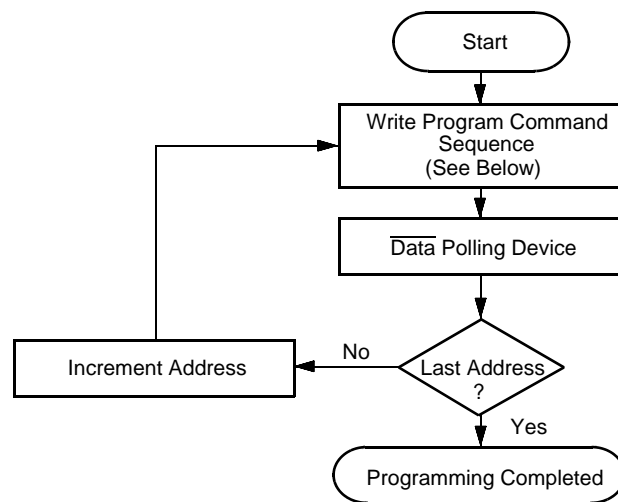 Start
Write Program Command
Sequence
(See Below)
Data Polling Device
No
Increment Address
Last Address
?
Yes
Programming Completed